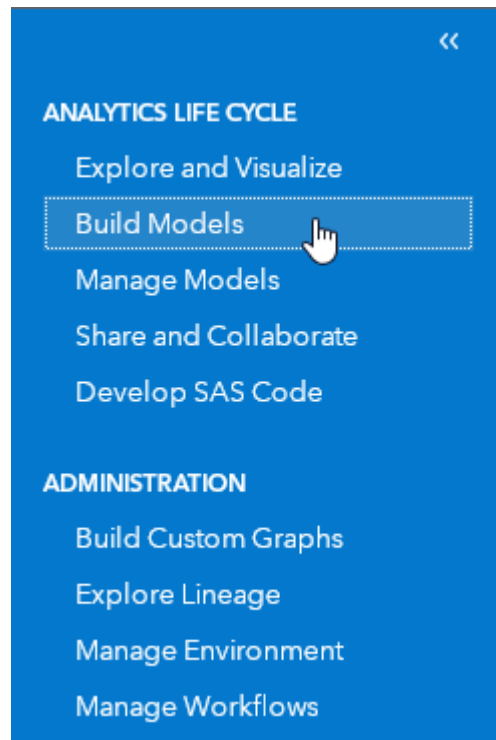 «
ANALYTICS LIFE CYCLE
Explore and Visualize
Build Models
Manage Models
Share and Collaborate
Develop SAS Code
ADMINISTRATION
Build Custom Graphs
Explore Lineage
Manage Environment
Manage Workflows